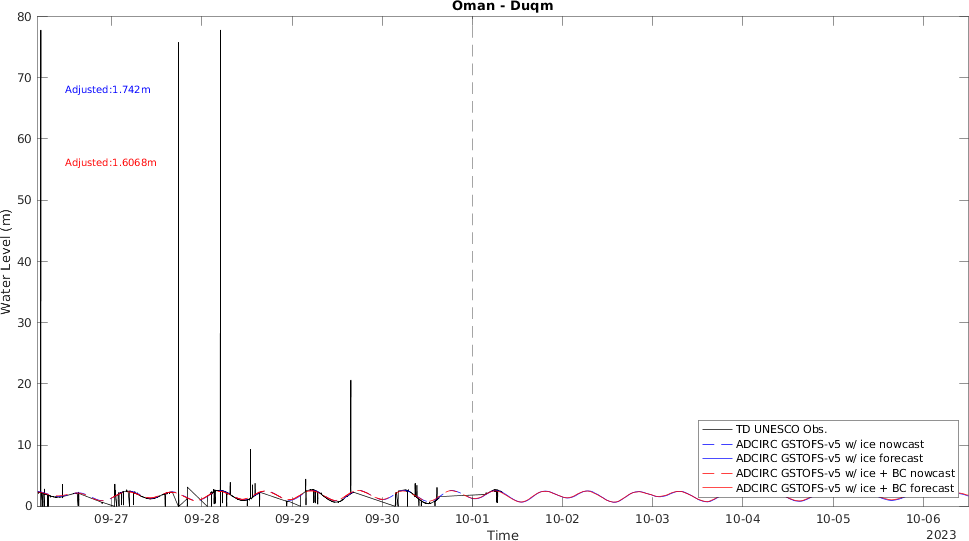 Oman - Duqm
80
70
60
50
40
30
20
10
0
Water Level (m)
Adjusted:1.742m
Adjusted:1.6068m
TD UNESCO Obs.
ADCIRC GSTOFS-v5 w/ ice nowcast
ADCIRC GSTOFS-v5 w/ ice forecast
ADCIRC GSTOFS-v5 w/ ice + BC nowcast
ADCIRC GSTOFS-v5 w/ ice + BC forecast
09-27 09-28 09-29 09-30 10-01 10-02 10-03 10-04 10-05 10-06
Time
2023